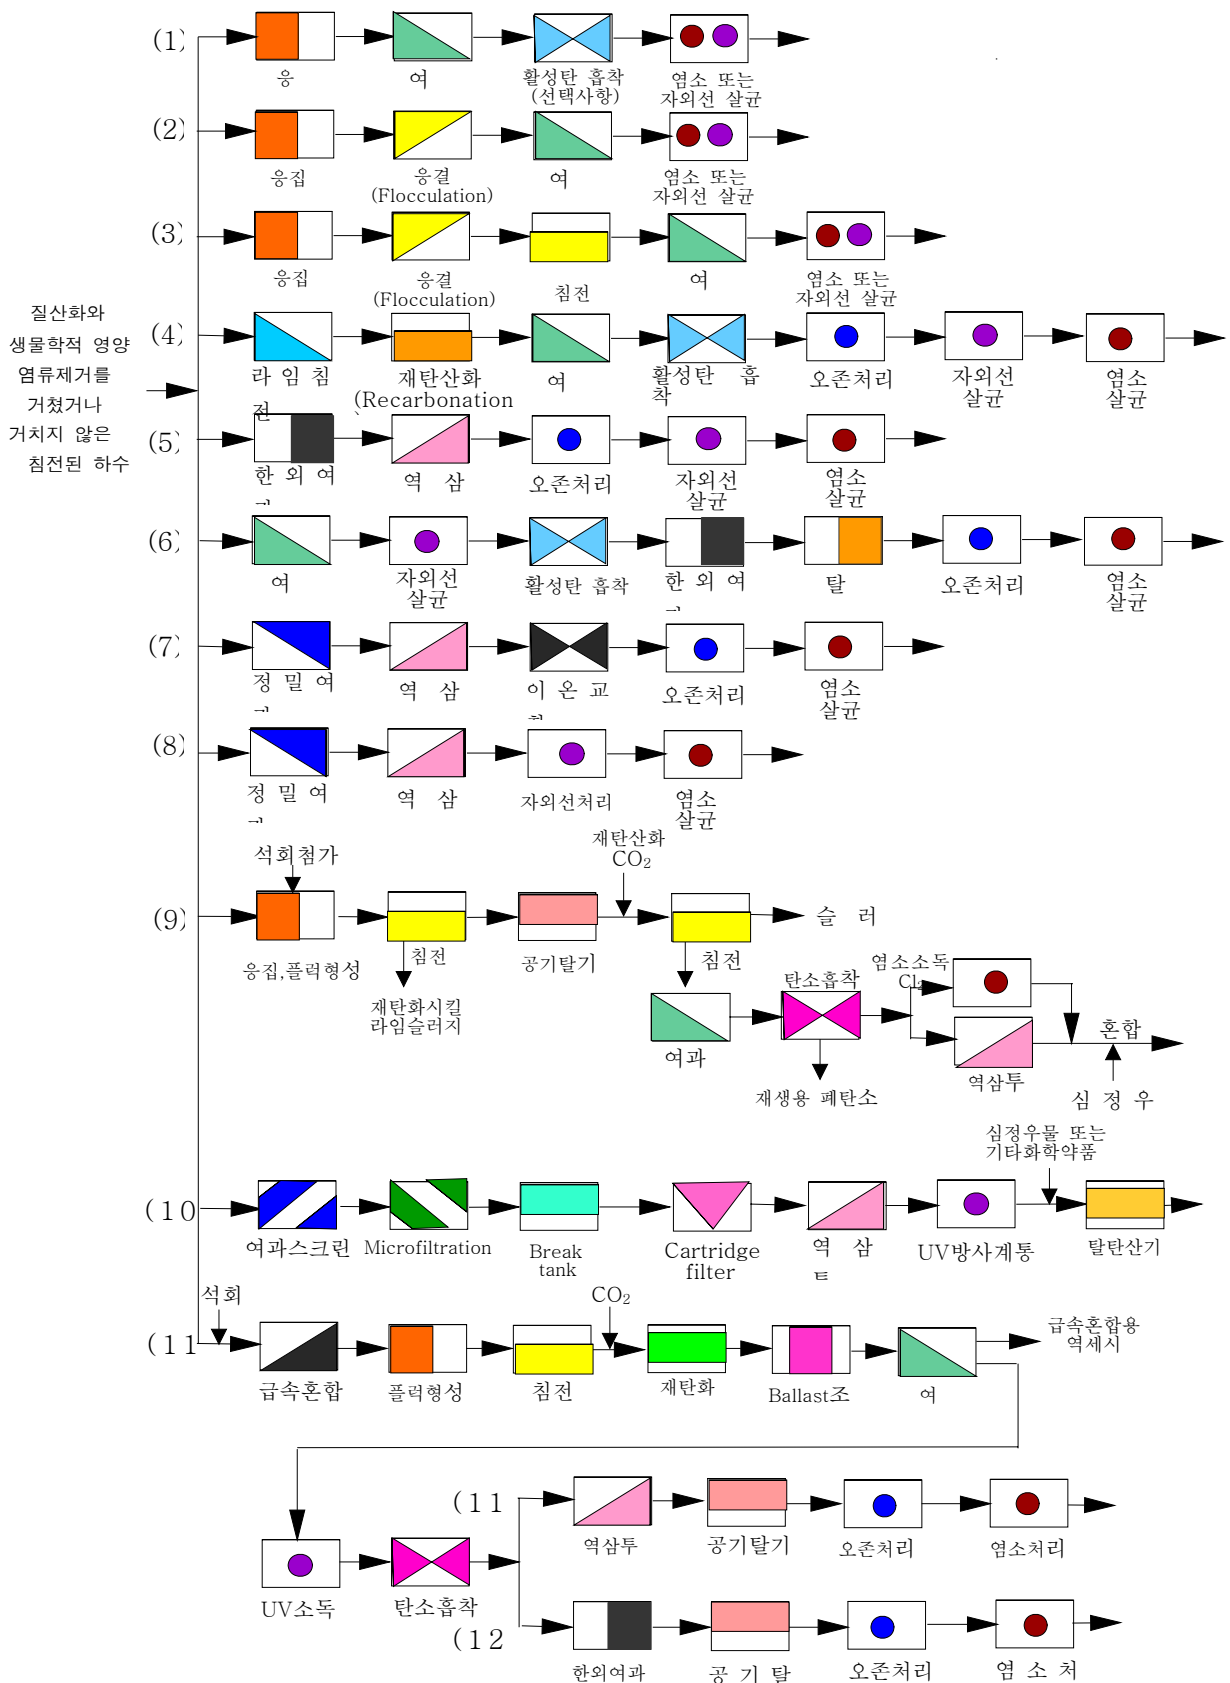 (1)
응
여
활성탄 흡착
(선택사항)
염소 또는
자외선 살균
(2)
응집
응결
(Flocculation)
여
염소 또는
자외선 살균
(3)
응집
응결
(Flocculation)
침전
여
염소 또는
자외선 살균
질산화와
생물학적 영양
염류제거를
거쳤거나
거치지 않은
침전된 하수
(4)
라 임 침
전
재탄산화
(Recarbonation
여
활성탄 흡
착
오존처리
자외선
살균
염소
살균
(5)
한 외 여
역 삼
오존처리
자외선
살균
염소
살균
(6)
여
자외선
살균
활성탄 흡착
한 외 여
탈
오존처리
염소
살균
(7)
정 밀 여
역 삼
이 온 교
오존처리
염소
살균
(8)
정 밀 여
역 삼
자외선처리
염소
살균
(9)
석회첨가
응집,플럭형성
침전
재탄화시킬
라임슬러지
공기탈기
재탄산화
CO₂
침전
슬 러
여과
탄소흡착
재생용 폐탄소
염소소독
Cl₂
역삼투
혼합
심 정 우
(10
여과스크린
Microfiltration
Break
tank
Cartridge
filter
역 삼
트
UV방사계통
심정우물 또는
기타화학약품
탈탄산기
(11
석회
급속혼합
플럭형성
침전
CO₂
재탄화
Ballast조
여
급속혼합용
역세시
UV소독
탄소흡착
(11
역삼투
공기탈기
오존처리
염소처리
(12
한외여과
공 기 탈
오존처리
염 소 처